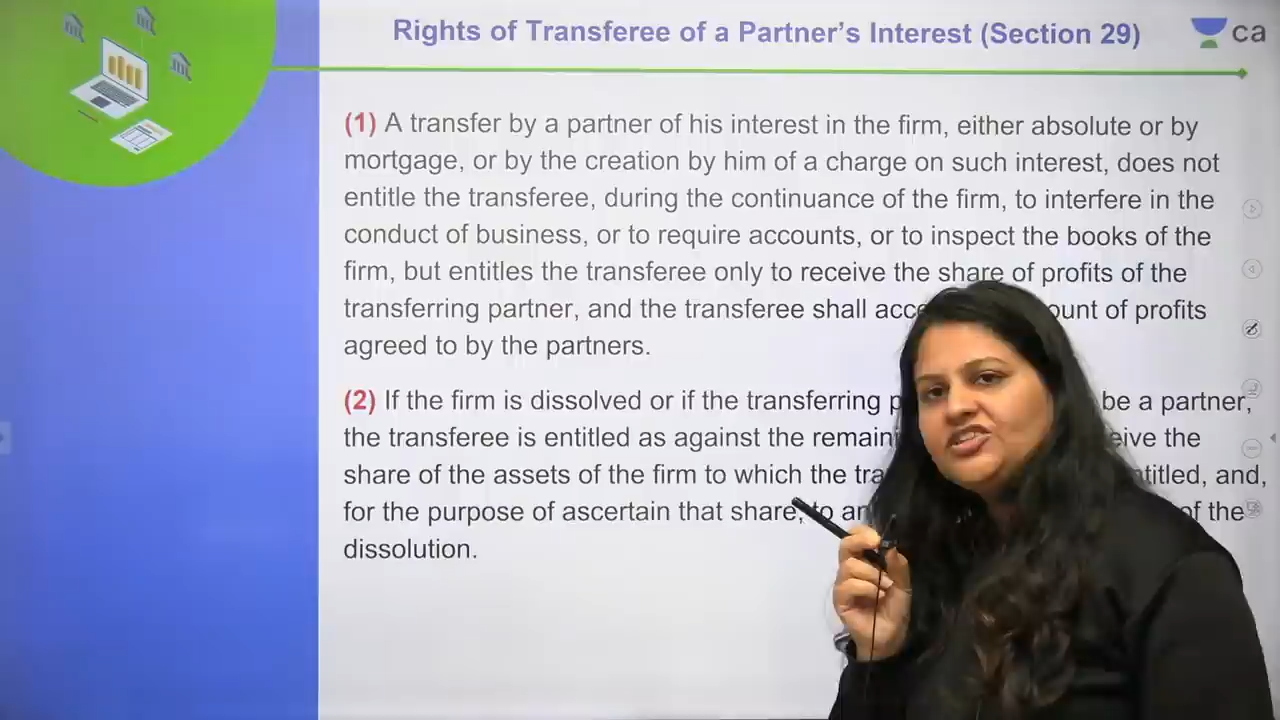 Rights of Transferee of a Partner’s Interest (Section 29)
ca
(1) A transfer by a partner of his interest in the firm, either absolute or by
mortgage, or by the creation by him of a charge on such interest, does not
entitle the transferee, during the continuance of the firm, to interfere in the
conduct of business, or to require accounts, or to inspect the books of the
firm, but entitles the transferee only to receive the share of profits of the
transferring partner, and the transferee shall of profits
agreed to by the partners.
(2) If the firm is dissolved or if the transferring be a partner,
the transferee is entitled as against the the
share of the assets of the firm to which the and,
for the purpose of ascertain that share, to of the
dissolution.